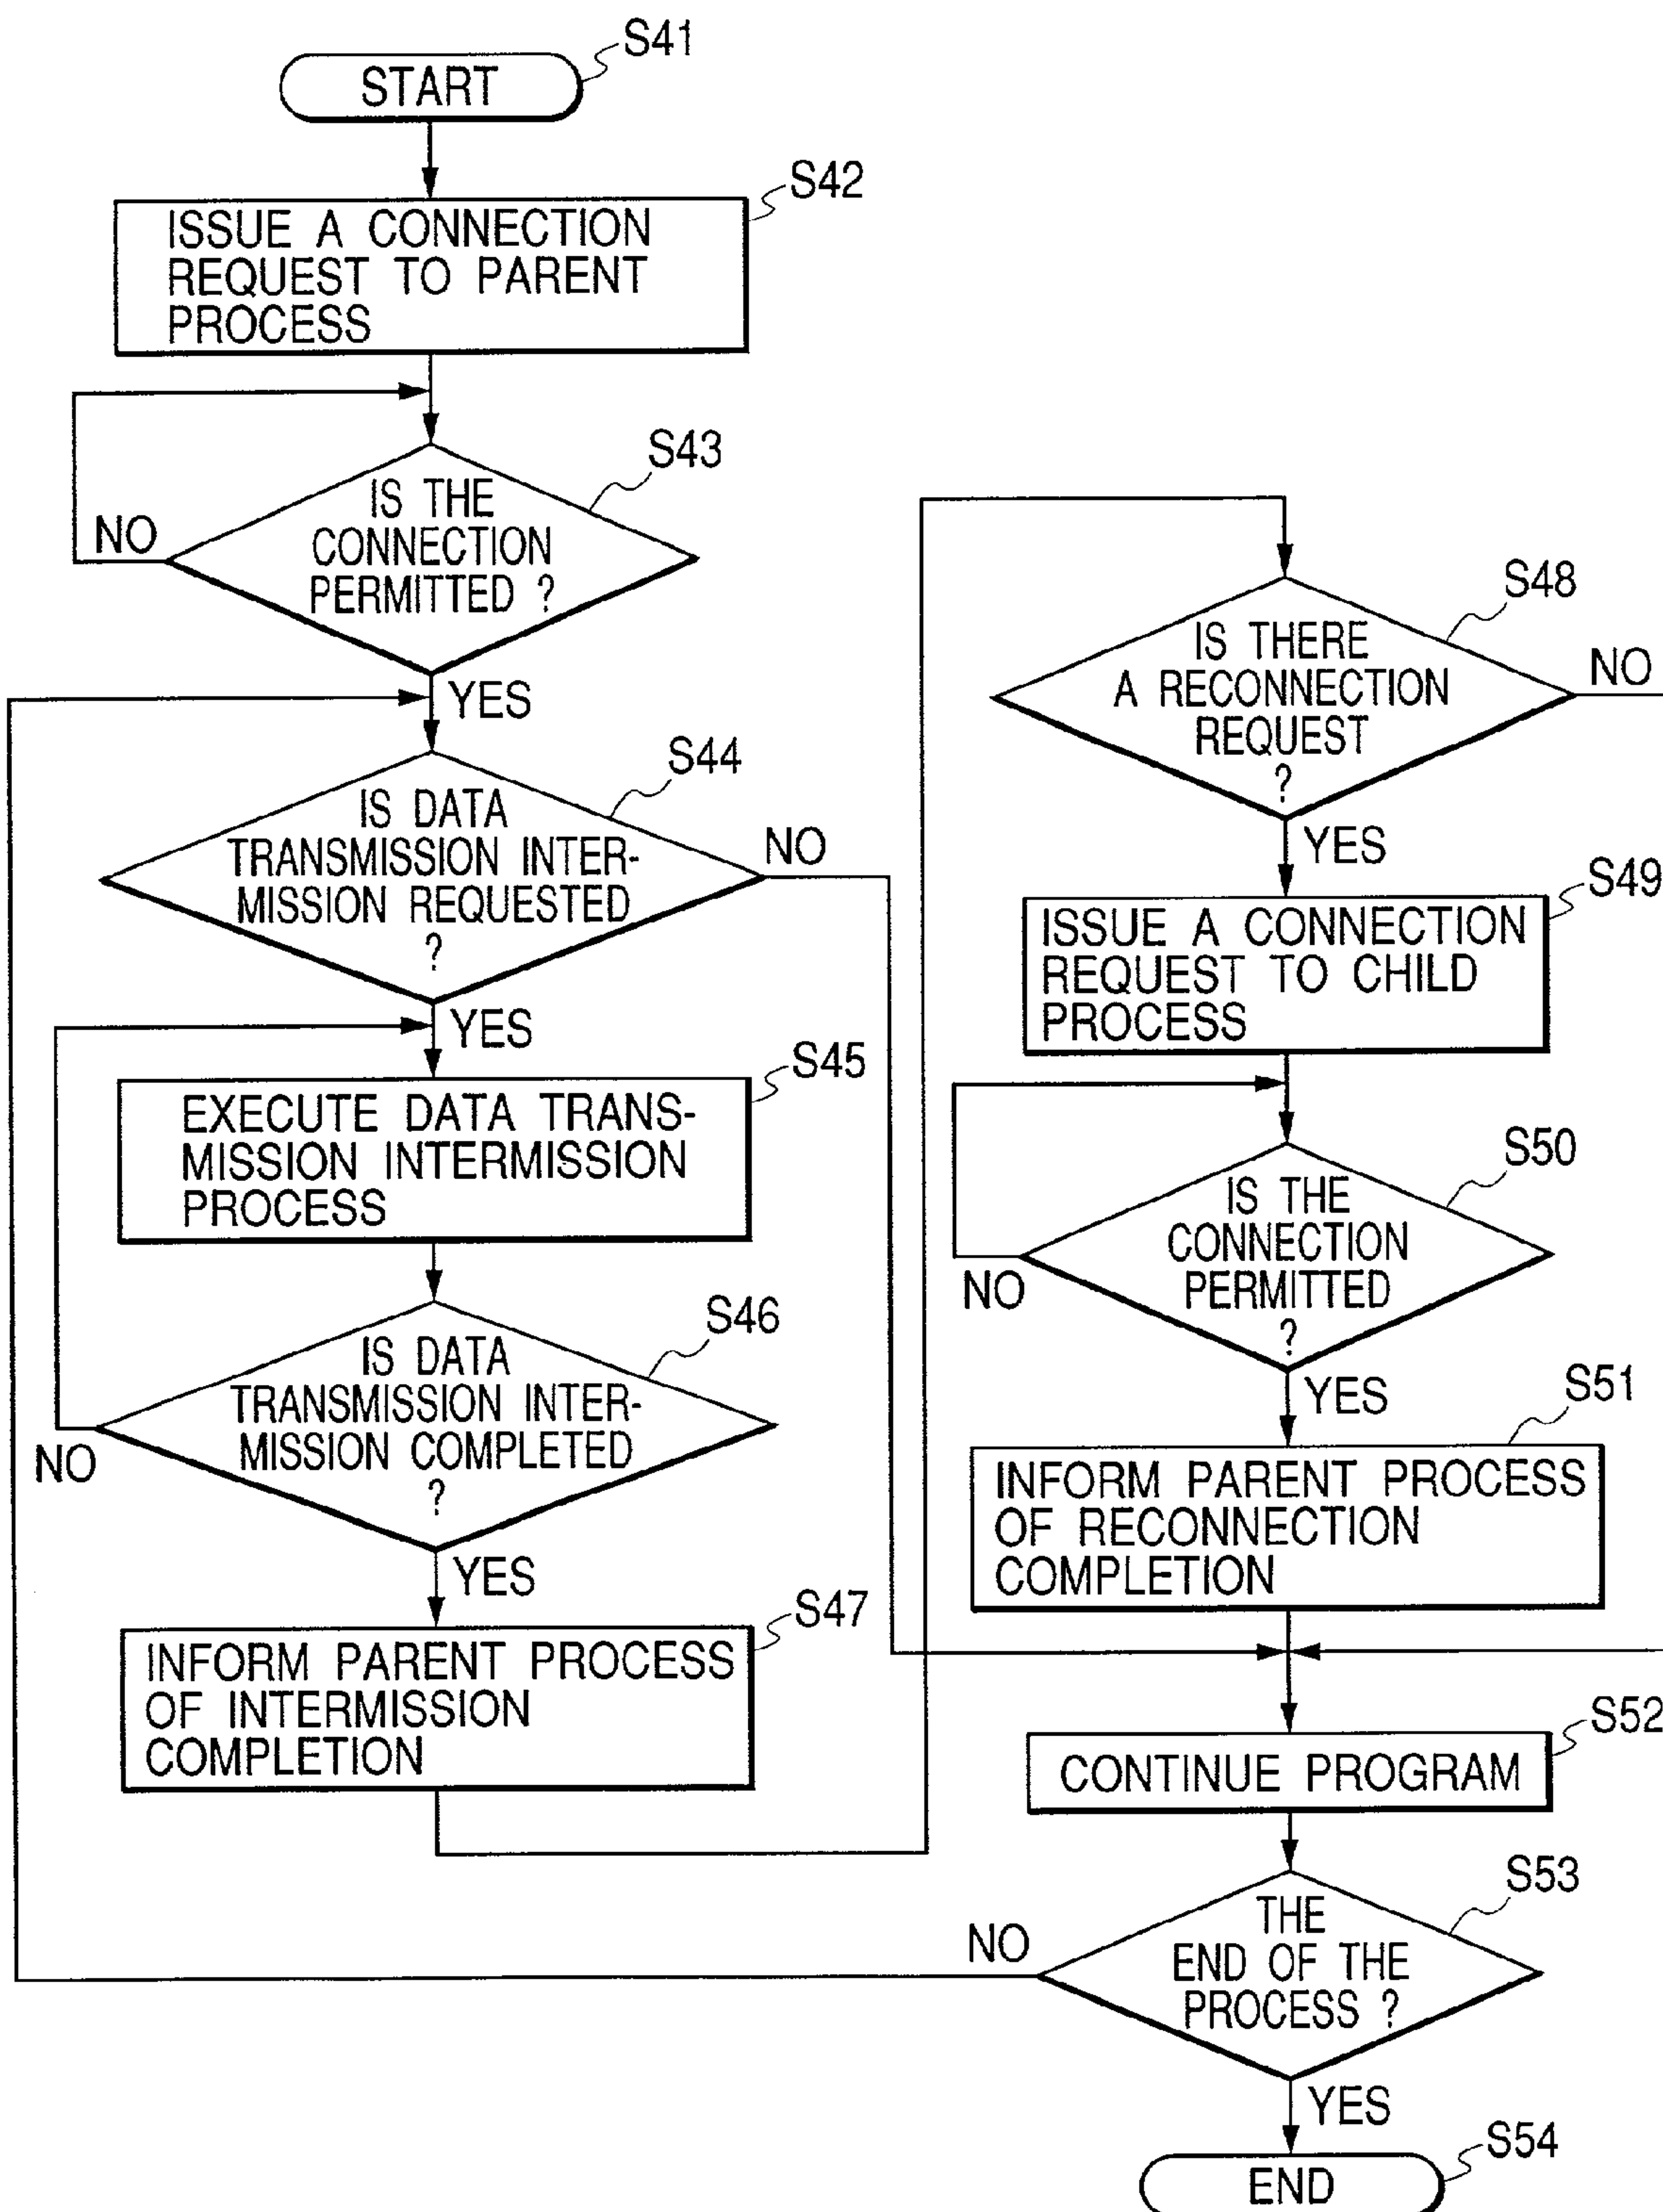 S41
START
S42
ISSUE A CONNECTION
REQUEST TO PARENT
PROCESS
S43
IS THE
CONNECTION
PERMITTED ?
NO
YES
S44
IS DATA
TRANSMISSION INTER-
MISSION REQUESTED
?
NO
YES
S45
EXECUTE DATA TRANS-
MISSION INTERMISSION
PROCESS
S46
IS DATA
TRANSMISSION INTER-
MISSION COMPLETED
?
NO
YES
S47
INFORM PARENT PROCESS
OF INTERMISSION
COMPLETION
S48
IS THERE
A RECONNECTION
REQUEST
?
NO
YES
S49
ISSUE A CONNECTION
REQUEST TO CHILD
PROCESS
S50
IS THE
CONNECTION
PERMITTED
?
NO
YES
S51
INFORM PARENT PROCESS
OF RECONNECTION
COMPLETION
S52
CONTINUE PROGRAM
S53
THE
END OF THE
PROCESS ?
NO
YES
S54
END